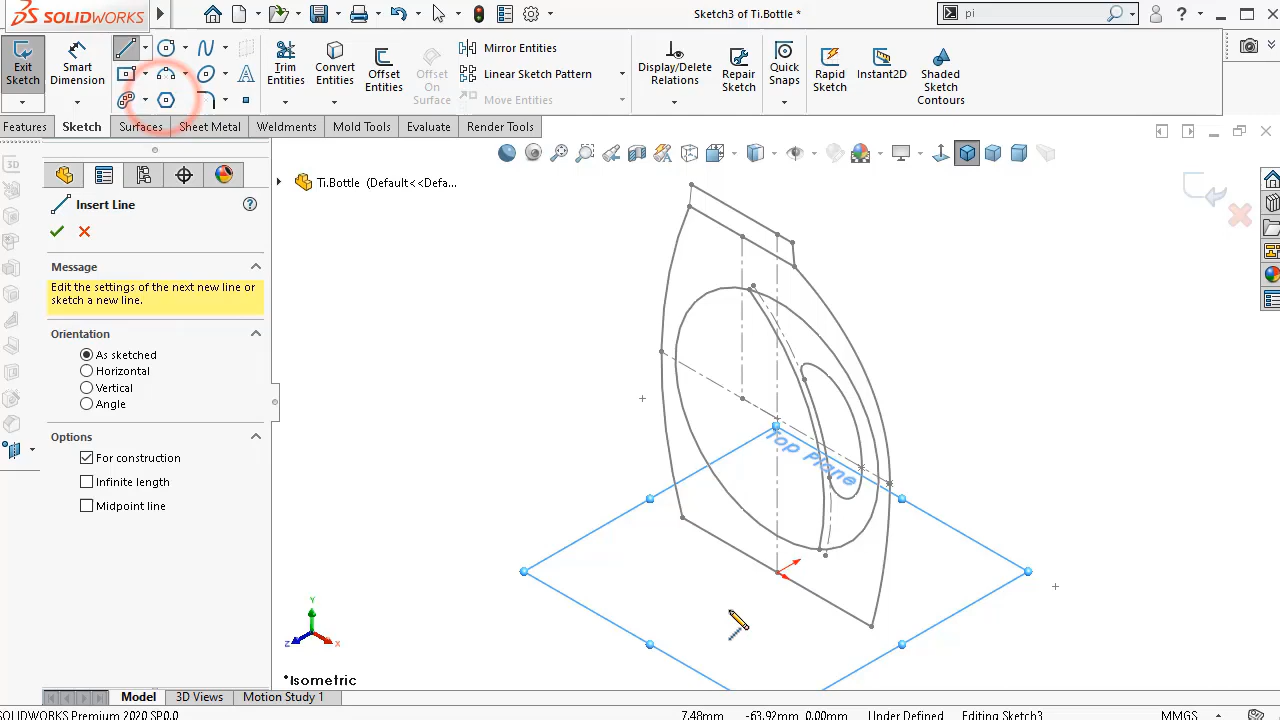 SOLIDWORKS
Sketch3 of Ti.Bottle *
pi
?
Exit Sketch
Smart Dimension
Trim Entities
Convert Entities
Offset Entities
Offset On Surface
Mirror Entities
Linear Sketch Pattern
Move Entities
Display/Delete Relations
Repair Sketch
Quick Snaps
Rapid Sketch
Instant2D
Shaded Sketch Contours
Features
Sketch
Surfaces
Sheet Metal
Weldments
Mold Tools
Evaluate
Render Tools
3D
Ti.Bottle (Default<<Defa...
Insert Line
?
Message
Edit the settings of the next new line or
sketch a new line.
Orientation
As sketched
Horizontal
Vertical
Angle
Options
For construction
Infinite length
Midpoint line
Top Plane
Y
Z
X
*Isometric
Model
3D Views
Motion Study 1
SOLIDWORKS Premium 2020 SP0.0
7.48mm
-63.92mm 0.00mm
Under Defined
Editing Sketch3
MMGS